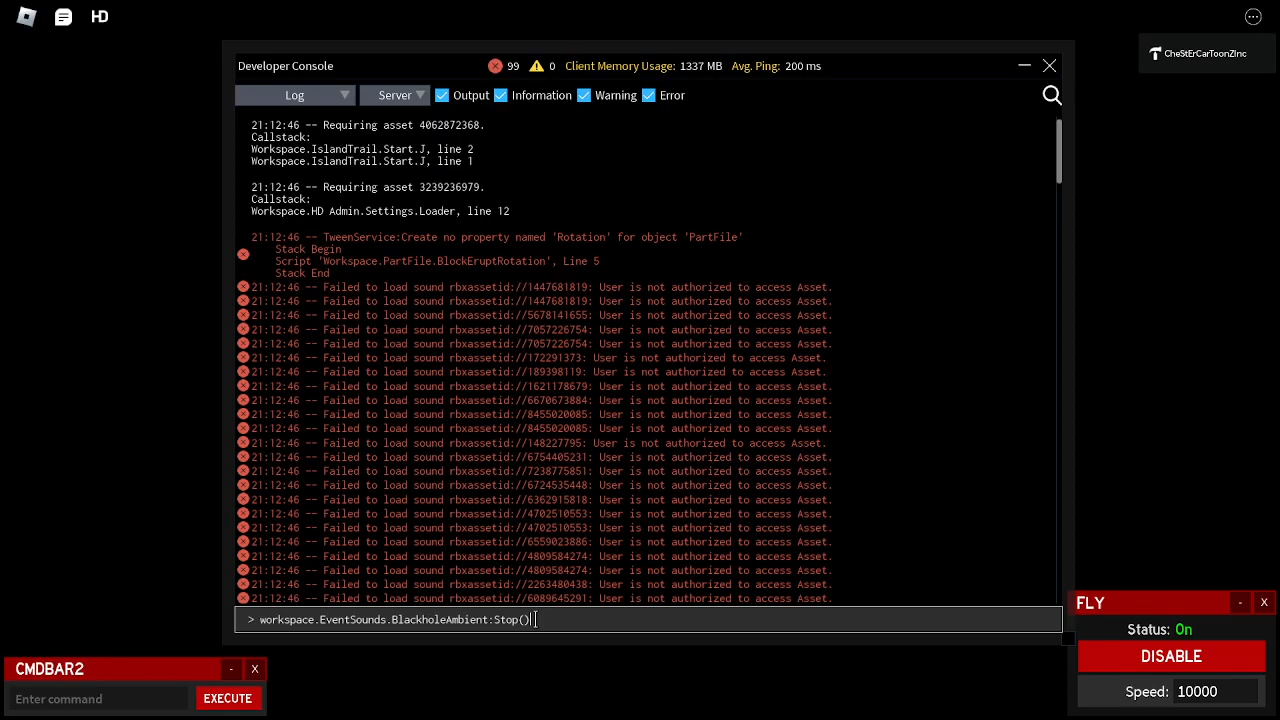 HD
CheStErCarToonZInc
Developer Console
99
0
Client Memory Usage: 1337 MB
Avg. Ping: 200 ms
Log
Server
Output
Information
Warning
Error
21:12:46 -- Requiring asset 4062872368.
Callstack:
Workspace.IslandTrail.Start.J, line 2
Workspace.IslandTrail.Start.J, line 1
21:12:46 -- Requiring asset 3239236979.
Callstack:
Workspace.HD Admin.Settings.Loader, line 12
21:12:46 -- TweenService:Create no property named 'Rotation' for object 'PartFile'
Stack Begin
Script 'Workspace.PartFile.BlockEruptRotation', Line 5
Stack End
21:12:46 -- Failed to load sound rbxassetid://1447681819: User is not authorized to access Asset.
21:12:46 -- Failed to load sound rbxassetid://1447681819: User is not authorized to access Asset.
21:12:46 -- Failed to load sound rbxassetid://5678141655: User is not authorized to access Asset.
21:12:46 -- Failed to load sound rbxassetid://7057226754: User is not authorized to access Asset.
21:12:46 -- Failed to load sound rbxassetid://7057226754: User is not authorized to access Asset.
21:12:46 -- Failed to load sound rbxassetid://172291373: User is not authorized to access Asset.
21:12:46 -- Failed to load sound rbxassetid://189398119: User is not authorized to access Asset.
21:12:46 -- Failed to load sound rbxassetid://1621178679: User is not authorized to access Asset.
21:12:46 -- Failed to load sound rbxassetid://6670673884: User is not authorized to access Asset.
21:12:46 -- Failed to load sound rbxassetid://8455020085: User is not authorized to access Asset.
21:12:46 -- Failed to load sound rbxassetid://8455020085: User is not authorized to access Asset.
21:12:46 -- Failed to load sound rbxassetid://148227795: User is not authorized to access Asset.
21:12:46 -- Failed to load sound rbxassetid://6754405231: User is not authorized to access Asset.
21:12:46 -- Failed to load sound rbxassetid://7238775851: User is not authorized to access Asset.
21:12:46 -- Failed to load sound rbxassetid://6724535448: User is not authorized to access Asset.
21:12:46 -- Failed to load sound rbxassetid://6362915818: User is not authorized to access Asset.
21:12:46 -- Failed to load sound rbxassetid://4702510553: User is not authorized to access Asset.
21:12:46 -- Failed to load sound rbxassetid://4702510553: User is not authorized to access Asset.
21:12:46 -- Failed to load sound rbxassetid://6559023886: User is not authorized to access Asset.
21:12:46 -- Failed to load sound rbxassetid://4809584274: User is not authorized to access Asset.
21:12:46 -- Failed to load sound rbxassetid://4809584274: User is not authorized to access Asset.
21:12:46 -- Failed to load sound rbxassetid://2263480438: User is not authorized to access Asset.
21:12:46 -- Failed to load sound rbxassetid://6089645291: User is not authorized to access Asset.
> workspace.EventSounds.BlackholeAmbient:Stop()
FLY
- X
Status: On
DISABLE
Speed: 10000
CMDBAR2
- X
Enter command
EXECUTE